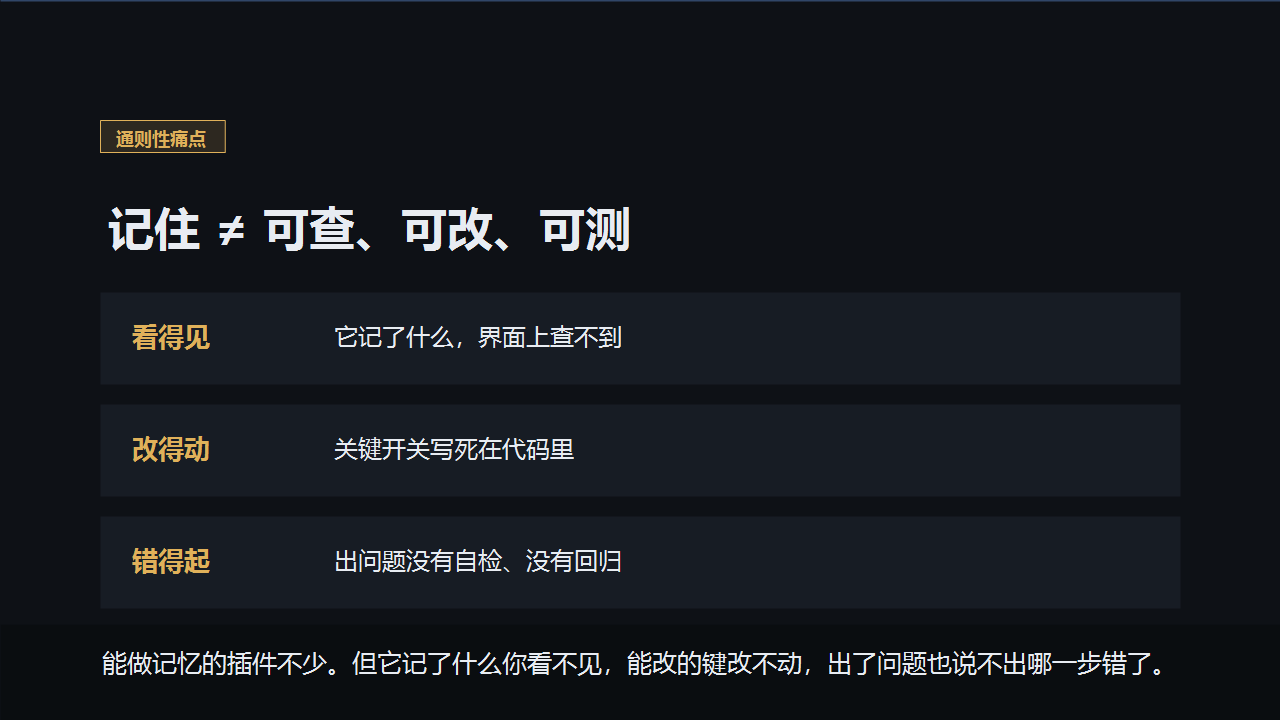 通则性痛点
记住 ≠ 可查、可改、可测
看得见
它记了什么，界面上查不到
改得动
关键开关写死在代码里
错得起
出问题没有自检、没有回归
能做记忆的插件不少。但它记了什么你看不见，能改的键改不动，出了问题也说不出哪一步错了。